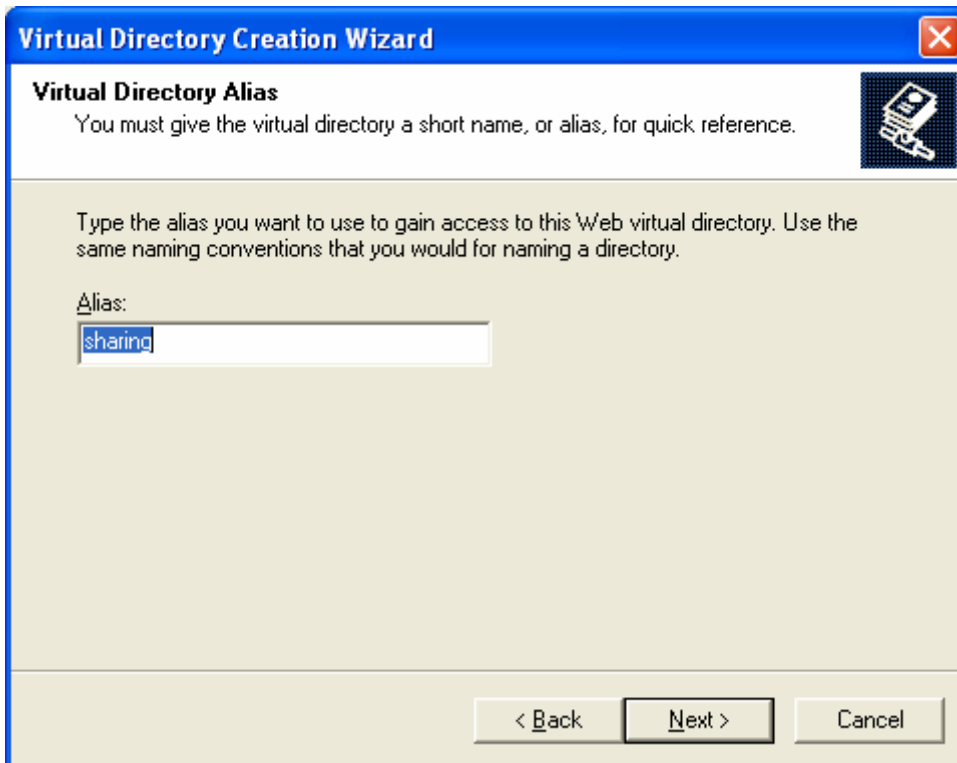 Virtual Directory Creation Wizard
Virtual Directory Alias
You must give the virtual directory a short name, or alias, for quick reference.
Type the alias you want to use to gain access to this Web virtual directory. Use the
same naming conventions that you would for naming a directory.
Alias:
sharing
< Back Next > Cancel